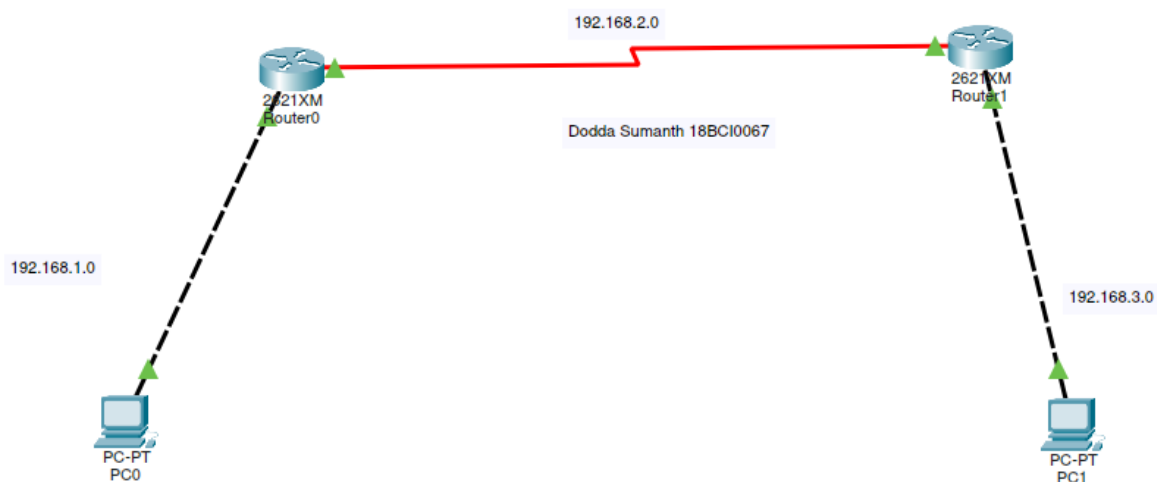 192.168.2.0
2621XM
Router0
2621XM
Router1
Dodda Sumanth 18BCI0067
192.168.1.0
192.168.3.0
PC-PT
PC0
PC-PT
PC1